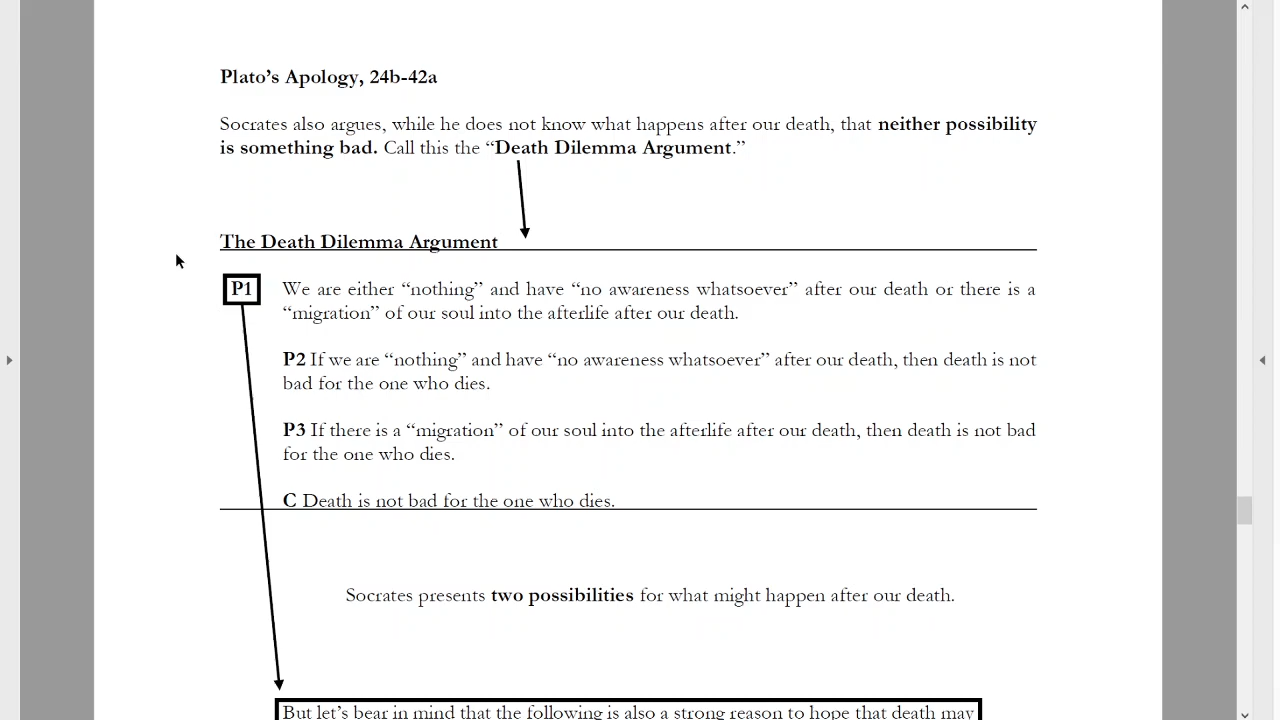 Plato’s Apology, 24b-42a
Socrates also argues, while he does not know what happens after our death, that neither possibility
is something bad. Call this the “Death Dilemma Argument.”
The Death Dilemma Argument
P1 We are either “nothing” and have “no awareness whatsoever” after our death or there is a
“migration” of our soul into the afterlife after our death.
P2 If we are “nothing” and have “no awareness whatsoever” after our death, then death is not
bad for the one who dies.
P3 If there is a “migration” of our soul into the afterlife after our death, then death is not bad
for the one who dies.
C Death is not bad for the one who dies.
Socrates presents two possibilities for what might happen after our death.
But let’s bear in mind that the following is also a strong reason to hope that death may